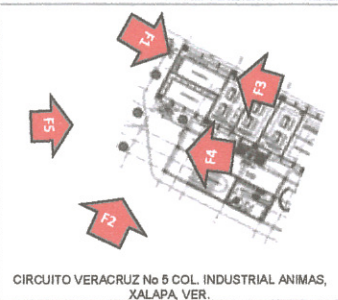 F1
F3
F5
F4
F2
CIRCUITO VERACRUZ No 5 COL. INDUSTRIAL ANIMAS,
XALAPA, VER.